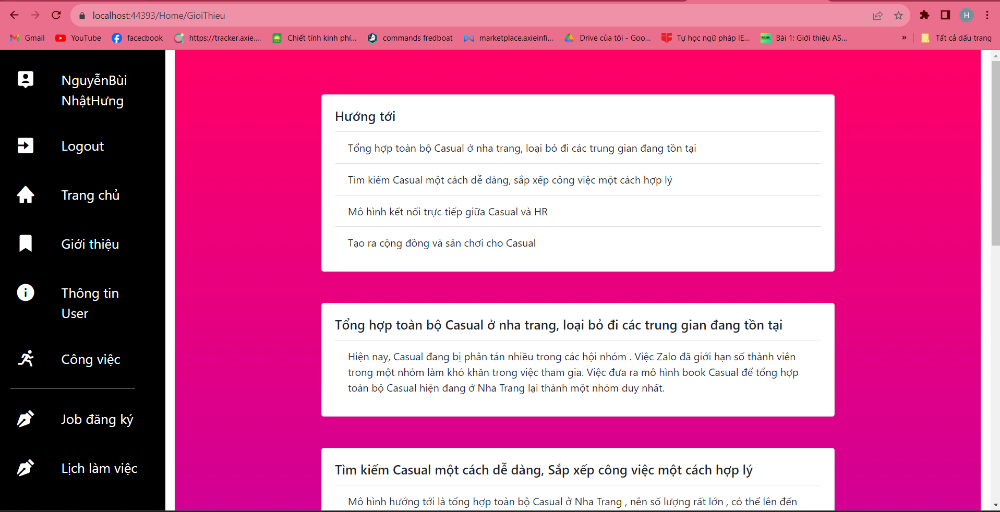 localhost:44393/Home/GioiThieu
H
Gmail
YouTube
facecbook
https://tracker.axie....
Chiết tính kinh phí...
commands fredboat
marketplace.axieinfi...
Drive của tôi - Goo...
Tự học ngữ pháp IE...
Bài 1: Giới thiệu AS...
»
Tất cả dấu trang
NguyễnBùi
NhậtHưng
Logout
Trang chủ
Giới thiệu
Thông tin
User
Công việc
Job đăng ký
Lịch làm việc
Hướng tới
Tổng hợp toàn bộ Casual ở nha trang, loại bỏ đi các trung gian đang tồn tại
Tìm kiếm Casual một cách dễ dàng, sắp xếp công việc một cách hợp lý
Mô hình kết nối trực tiếp giữa Casual và HR
Tạo ra cộng đồng và sân chơi cho Casual
Tổng hợp toàn bộ Casual ở nha trang, loại bỏ đi các trung gian đang tồn tại
Hiện nay, Casual đang bị phân tán nhiều trong các hội nhóm . Việc Zalo đã giới hạn số thành viên
trong một nhóm làm khó khăn trong việc tham gia. Việc đưa ra mô hình book Casual để tổng hợp
toàn bộ Casual hiện đang ở Nha Trang lại thành một nhóm duy nhất.
Tìm kiếm Casual một cách dễ dàng, Sắp xếp công việc một cách hợp lý
Mô hình hướng tới là tổng hợp toàn bộ Casual ở Nha Trang , nên số lượng rất lớn , có thể lên đến